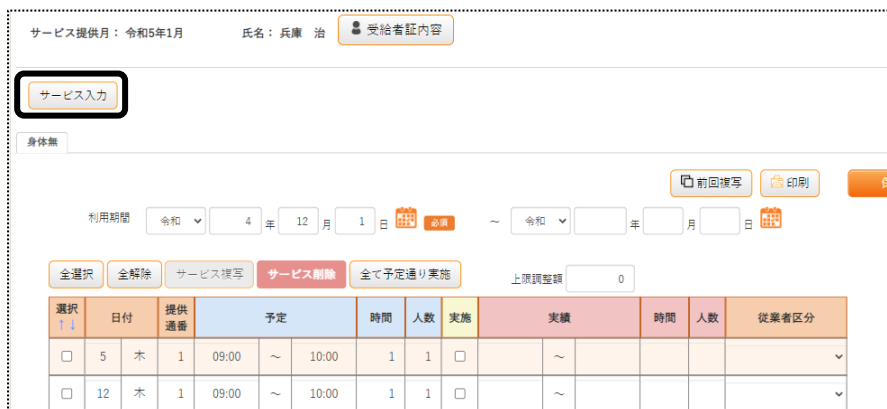 サービス提供月： 令和5年1月 氏名： 兵庫 治 受給者証内容
サービス入力
身体無
前回複写 印刷
利用期間 令和 4 年 12 月 1 日 必須 ～ 令和 年 月 日
全選択 全解除 サービス複写 サービス削除 全て予定通り実施 上限調整額 0
選択 ↑↓ 日付 提供通番 予定 時間 人数 実施 実績 時間 人数 従業者区分
5 木 1 09:00 ～ 10:00 1 1 ～
12 木 1 09:00 ～ 10:00 1 1 ～